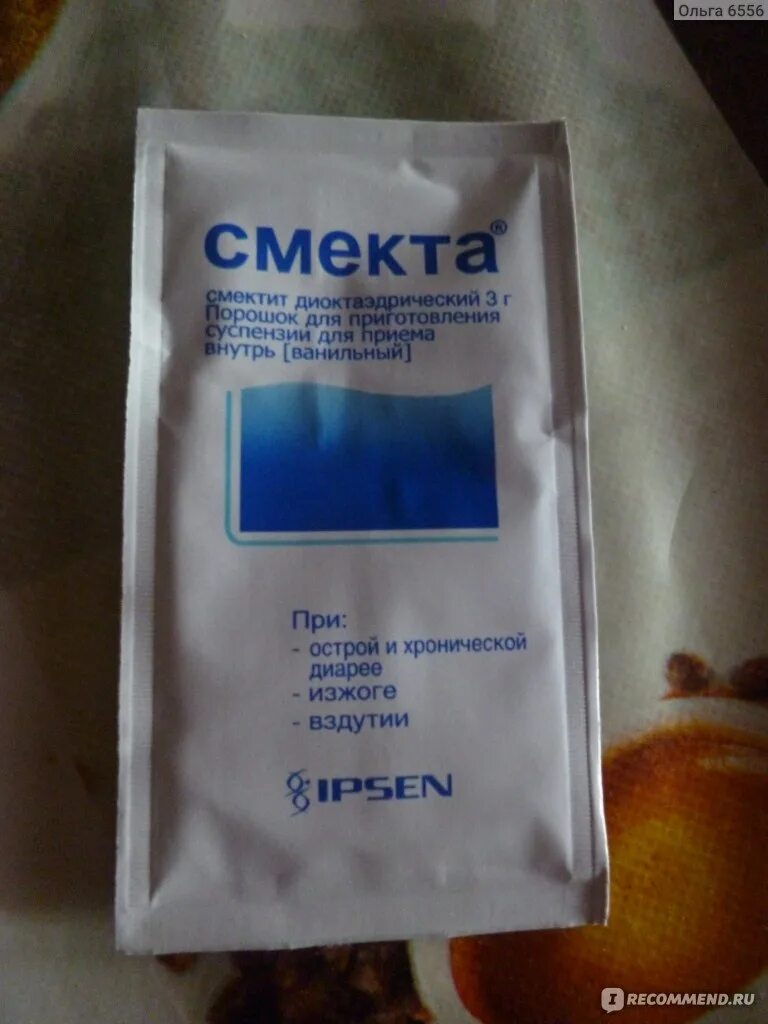 Ольга 6556
смекта®
смектит диоктаэдрический 3 г
Порошок для приготовления
суспензии для приема
внутрь [ванильный]
При:
- острой и хронической
диарее
- изжоге
- вздутии
IPSEN
IRECOMMEND.RU